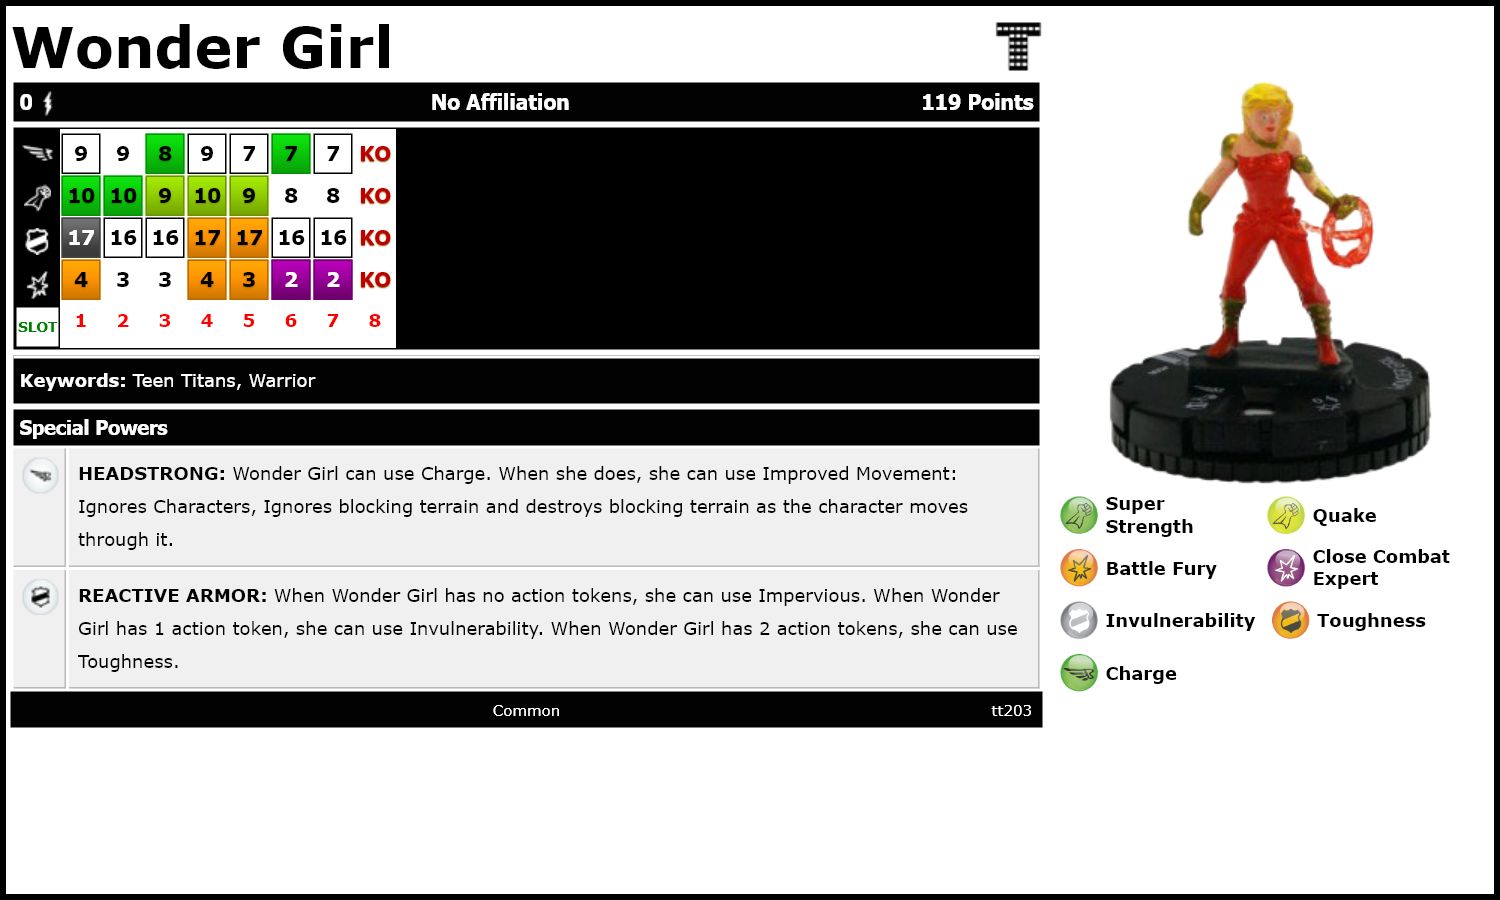 Wonder Girl
T
0 No Affiliation 119 Points
9 9 8 9 7 7 7 KO
10 10 9 10 9 8 8 KO
17 16 16 17 17 16 16 KO
4 3 3 4 3 2 2 KO
SLOT 1 2 3 4 5 6 7 8
Keywords: Teen Titans, Warrior
Special Powers
HEADSTRONG: Wonder Girl can use Charge. When she does, she can use Improved Movement:
Ignores Characters, Ignores blocking terrain and destroys blocking terrain as the character moves
through it.
REACTIVE ARMOR: When Wonder Girl has no action tokens, she can use Impervious. When Wonder
Girl has 1 action token, she can use Invulnerability. When Wonder Girl has 2 action tokens, she can use
Toughness.
Common tt203
Super
Strength
Quake
Battle Fury
Close Combat
Expert
Invulnerability
Toughness
Charge